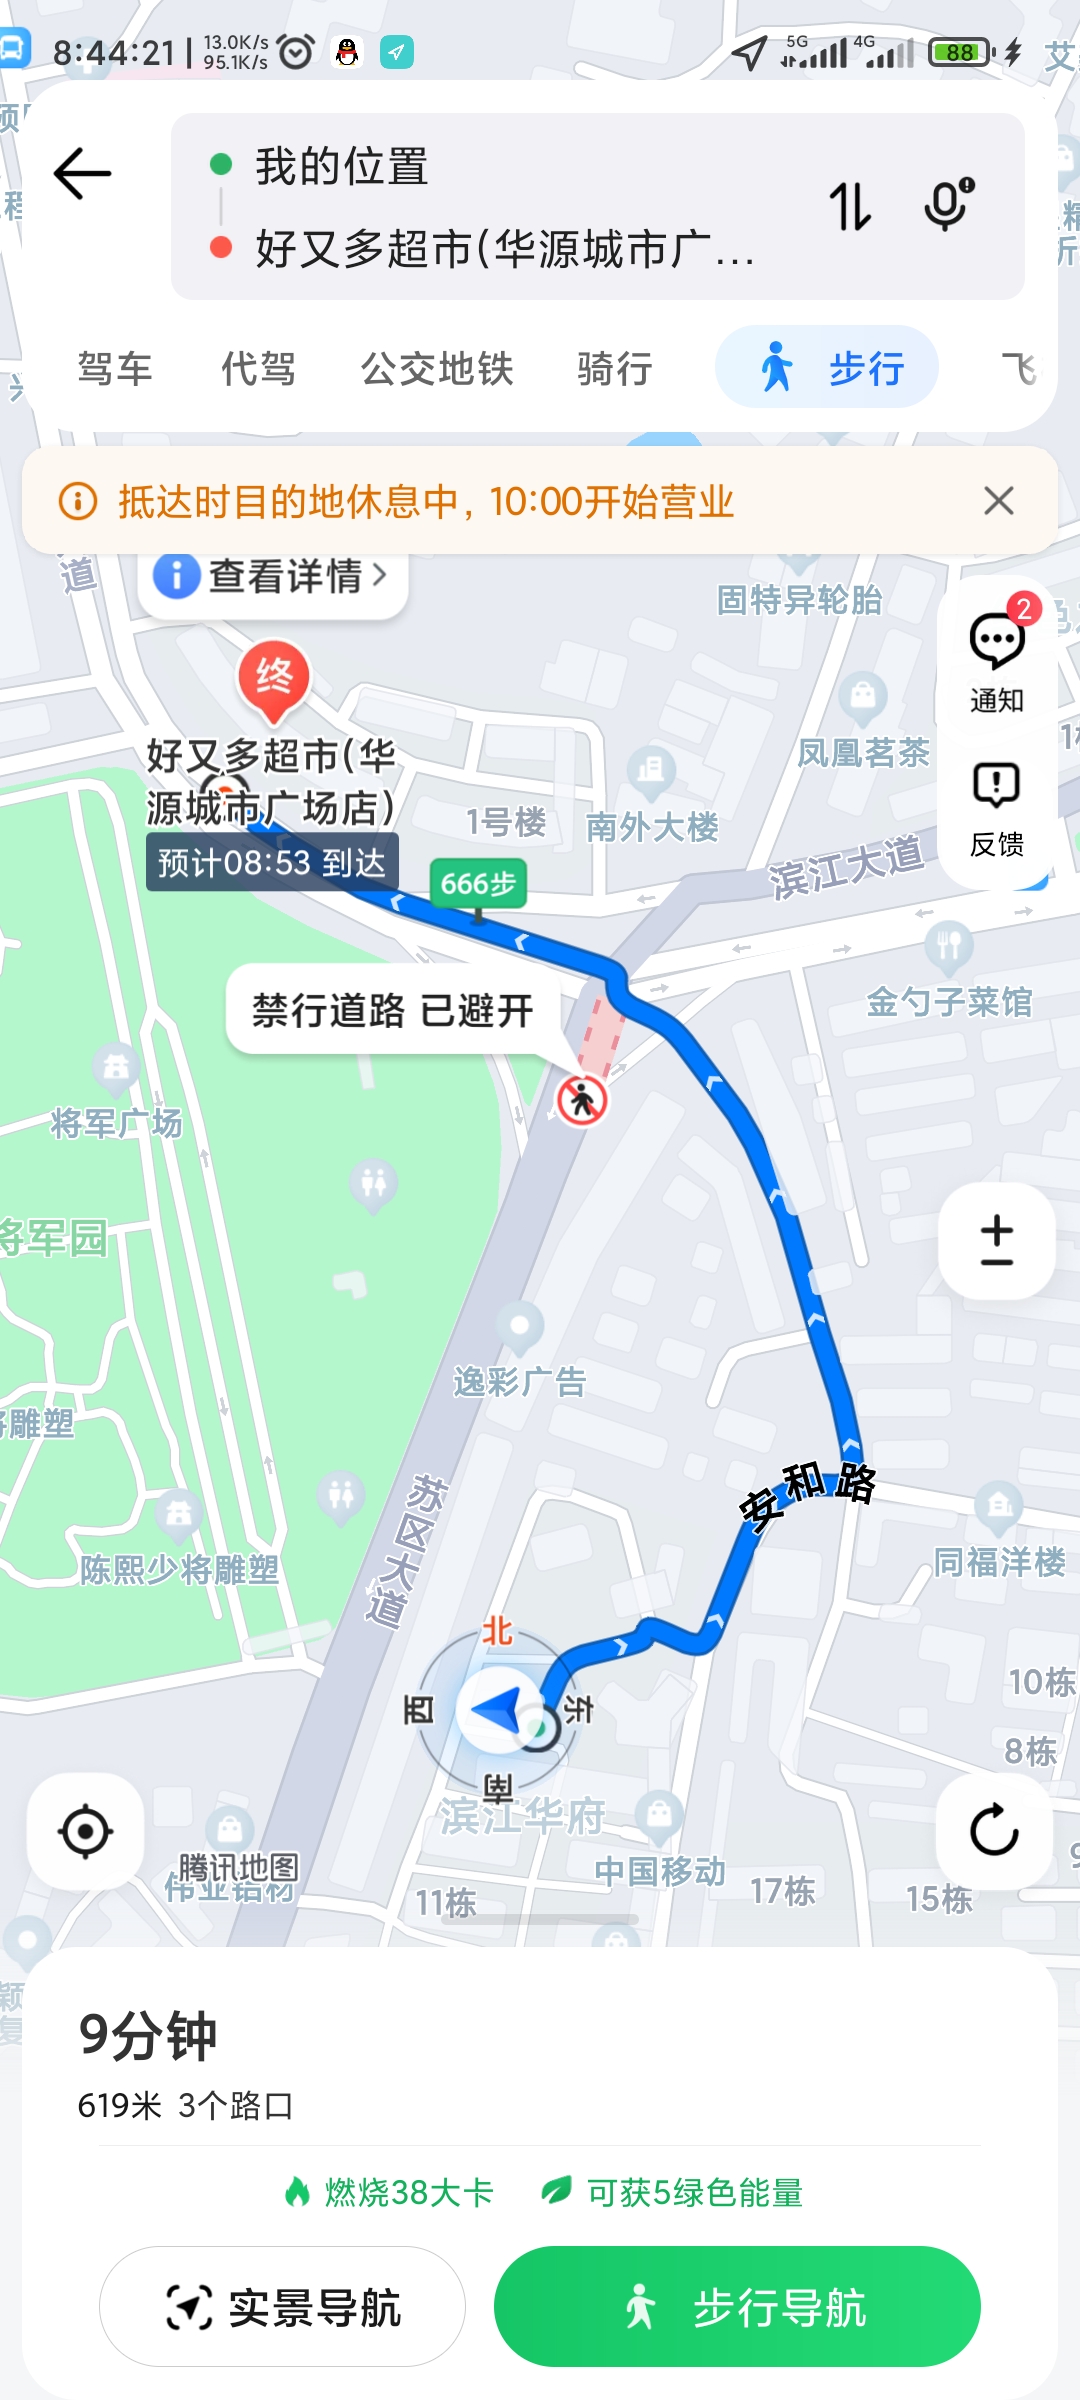 8:44:21 | 13.0K/s 95.1K/s 5G 4G 88
我的位置
好又多超市(华源城市广...
驾车 代驾 公交地铁 骑行 步行
抵达时目的地休息中, 10:00开始营业
道
查看详情
固特异轮胎
2
通知
终
凤凰茗茶
好又多超市(华
源城市广场店)
1号楼
南外大楼
反馈
预计08:53 到达
666步
滨江大道
金勺子菜馆
禁行道路 已避开
将军广场
将军园
逸彩广告
将雕塑
安和路
苏区大道
同福洋楼
陈熙少将雕塑
北
西
东
南
10栋
8栋
滨江华府
腾讯地图
伟业铝材
中国移动
11栋
17栋
15栋
9分钟
619米 3个路口
燃烧38大卡 可获5绿色能量
实景导航
步行导航